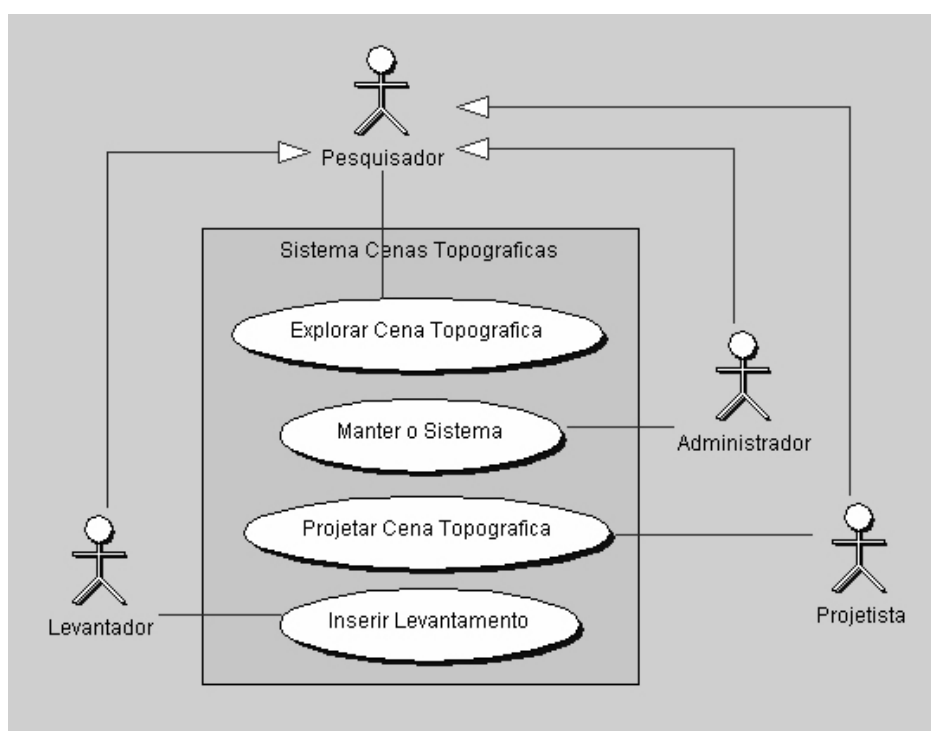 Pesquisador
Sistema Cenas Topograficas
Explorar Cena Topografica
Manter o Sistema
Administrador
Projetar Cena Topografica
Projetista
Inserir Levantamento
Levantador